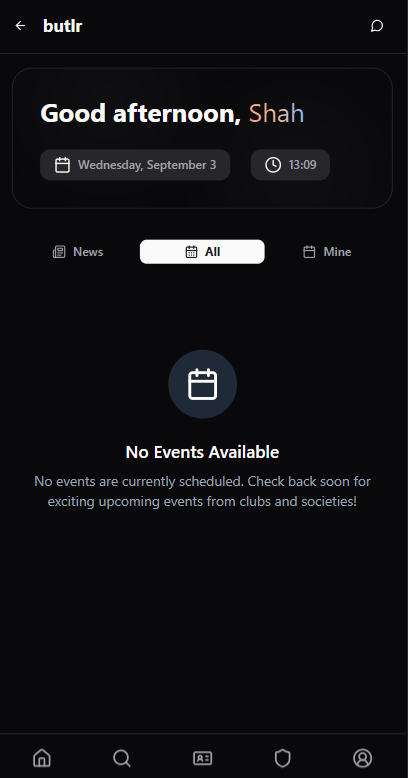 butlr
Good afternoon, Shah
Wednesday, September 3
13:09
News
All
Mine
No Events Available
No events are currently scheduled. Check back soon for
exciting upcoming events from clubs and societies!